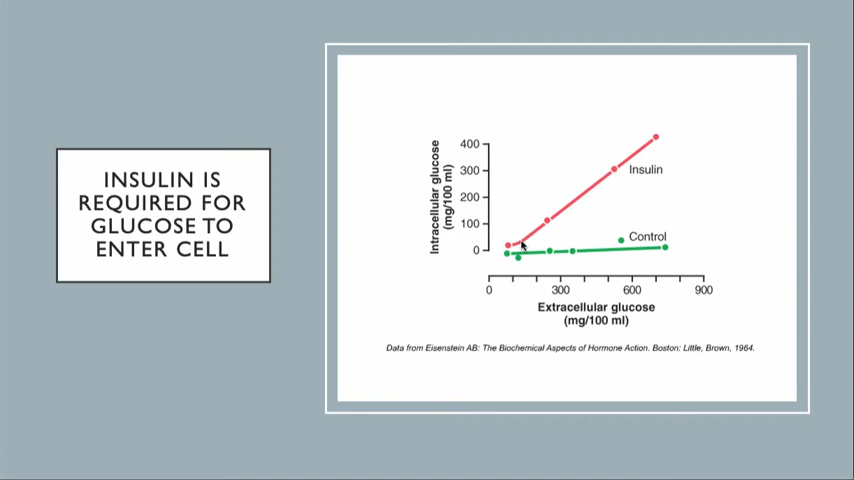 INSULIN IS
REQUIRED FOR
GLUCOSE TO
ENTER CELL
Intracellular glucose
(mg/100 ml)
400
300
200
100
0
Insulin
Control
0 300 600 900
Extracellular glucose
(mg/100 ml)
Data from Eisenstein AB: The Biochemical Aspects of Hormone Action. Boston: Little, Brown, 1964.